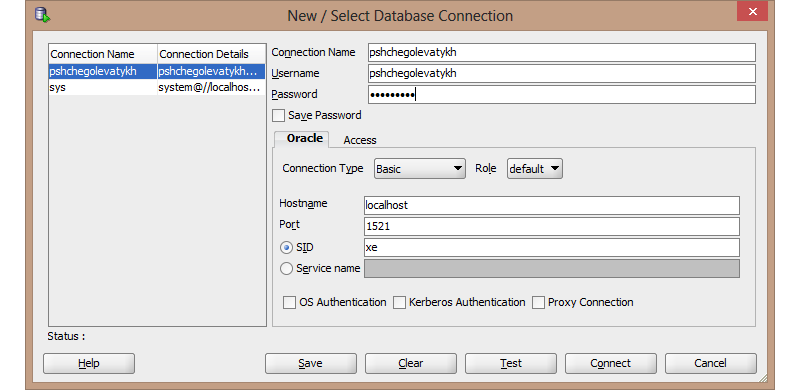 New / Select Database Connection
Connection Name Connection Details
pshchegolevatykh pshchegolevatykh...
sys system@//localhos...
Connection Name pshchegolevatykh
Username pshchegolevatykh
Password •••••••••
Save Password
Oracle Access
Connection Type Basic Role default
Hostname localhost
Port 1521
SID xe
Service name
OS Authentication Kerberos Authentication Proxy Connection
Status :
Help Save Clear Test Connect Cancel